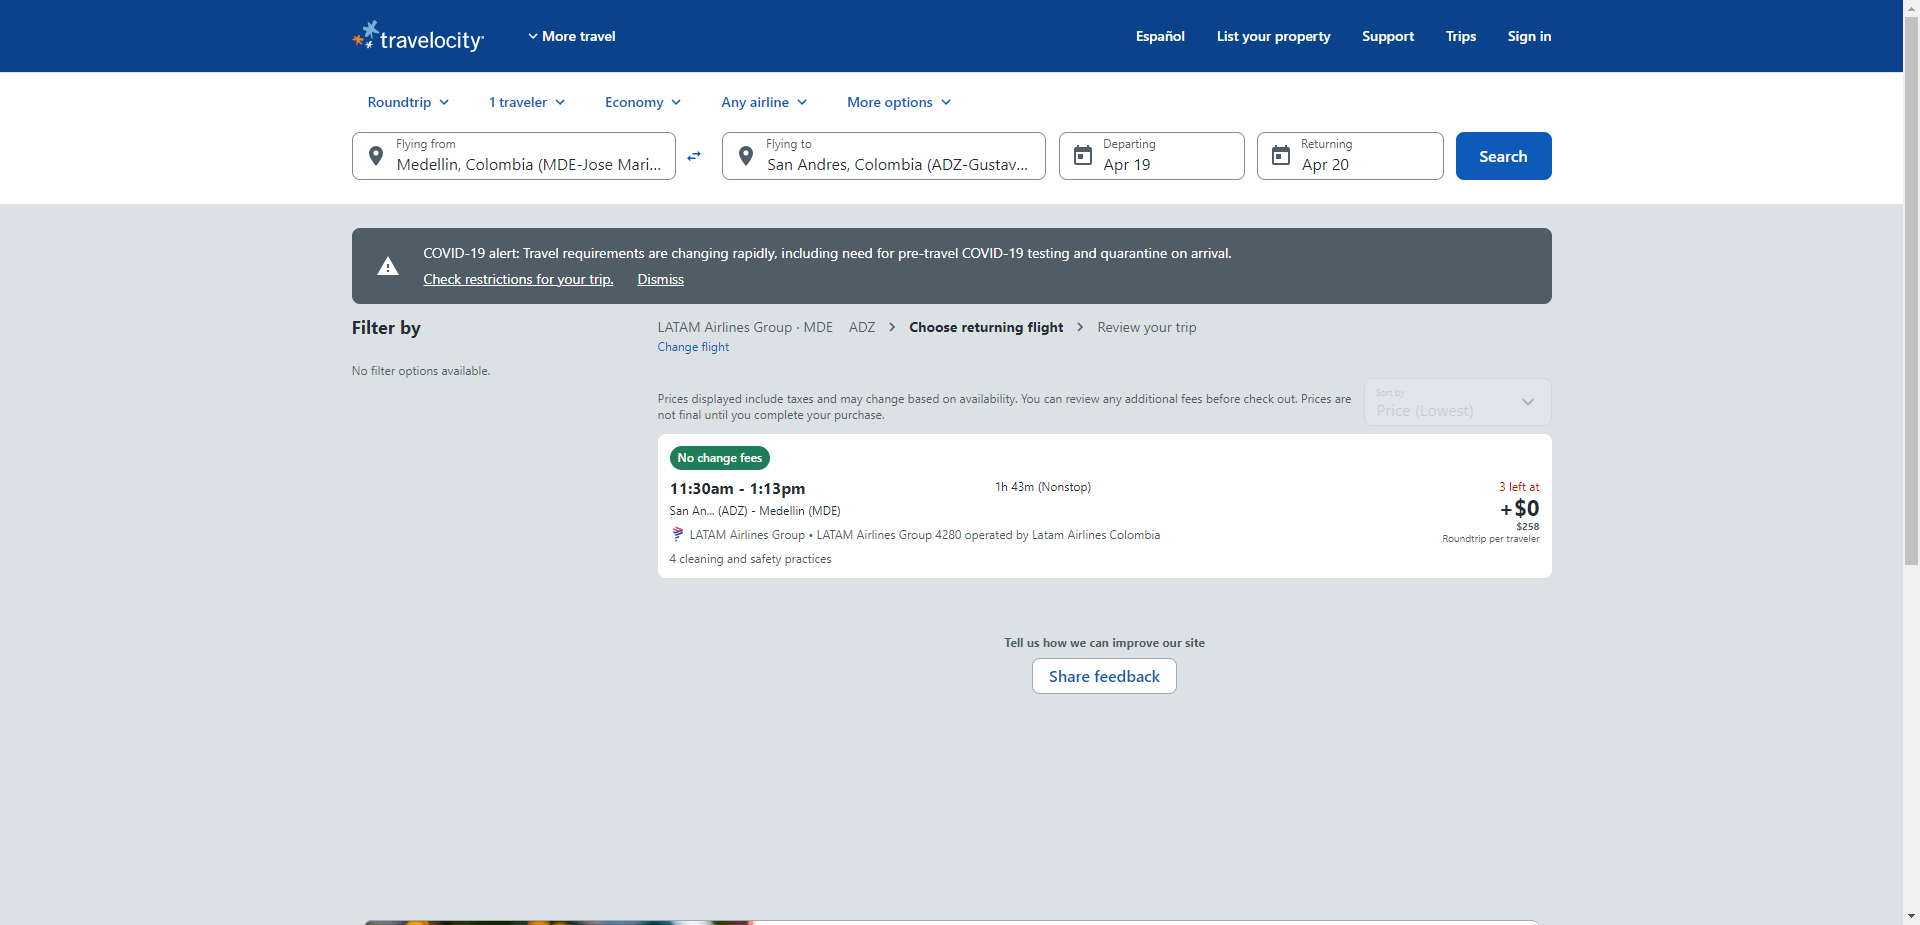 travelocity
More travel
Español
List your property
Support
Trips
Sign in
Roundtrip
1 traveler
Economy
Any airline
More options
Flying from
Medellin, Colombia (MDE-Jose Mari...
Flying to
San Andres, Colombia (ADZ-Gustav...
Departing
Apr 19
Returning
Apr 20
Search
COVID-19 alert: Travel requirements are changing rapidly, including need for pre-travel COVID-19 testing and quarantine on arrival.
Check restrictions for your trip.
Dismiss
Filter by
No filter options available.
LATAM Airlines Group · MDE ADZ
Choose returning flight
Review your trip
Change flight
Prices displayed include taxes and may change based on availability. You can review any additional fees before check out. Prices are
not final until you complete your purchase.
Sort by
Price (Lowest)
No change fees
11:30am - 1:13pm
1h 43m (Nonstop)
3 left at
+$0
San An... (ADZ) - Medellin (MDE)
$258
LATAM Airlines Group • LATAM Airlines Group 4280 operated by Latam Airlines Colombia
Roundtrip per traveler
4 cleaning and safety practices
Tell us how we can improve our site
Share feedback